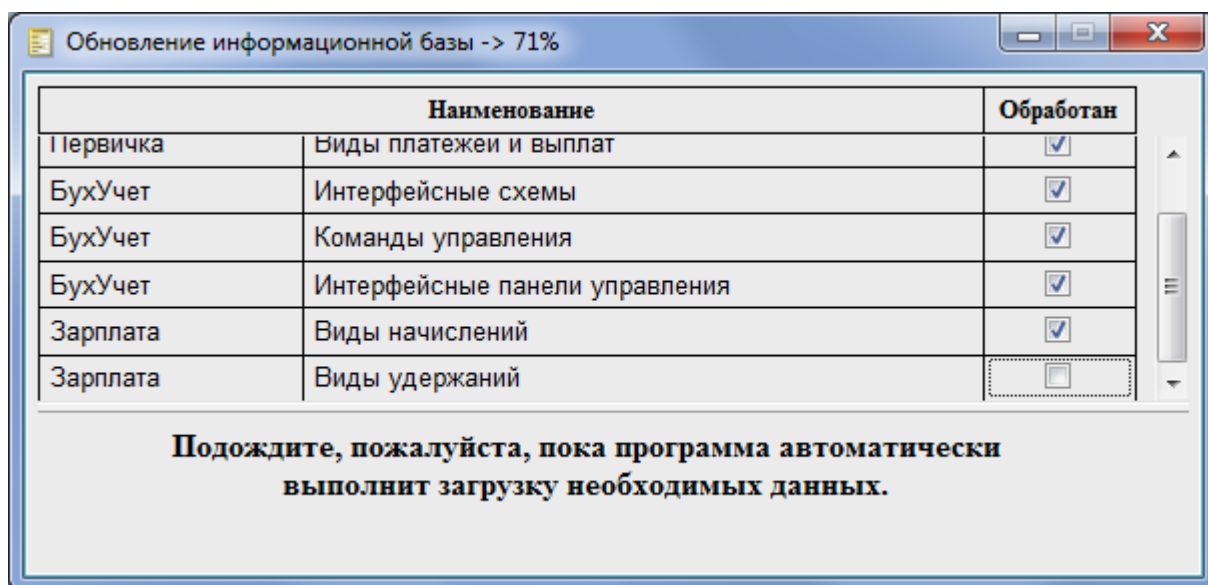 Обновление информационной базы -> 71%
Наименование Обработан
Первичка Виды платежей и выплат
БухУчет Интерфейсные схемы
БухУчет Команды управления
БухУчет Интерфейсные панели управления
Зарплата Виды начислений
Зарплата Виды удержаний
Подождите, пожалуйста, пока программа автоматически
выполнит загрузку необходимых данных.